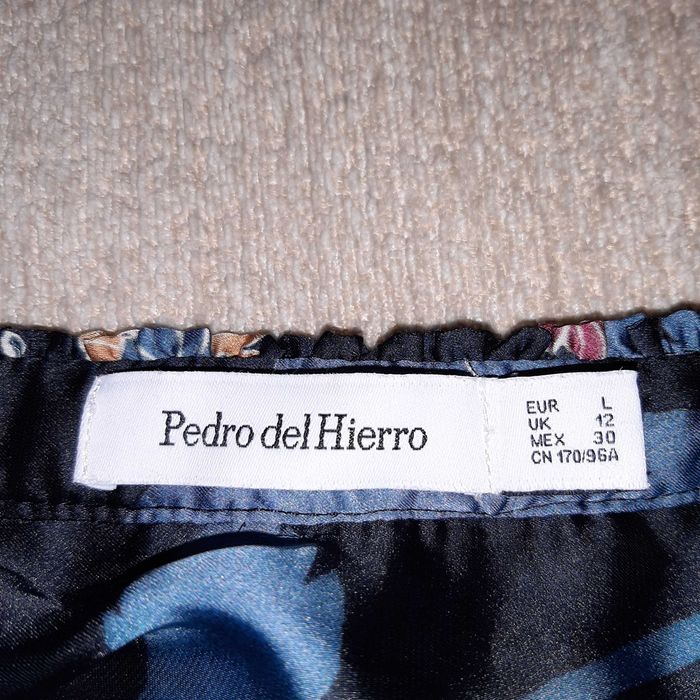 Pedro del Hierro
EUR L
UK 12
MEX 30
CN 170/96A